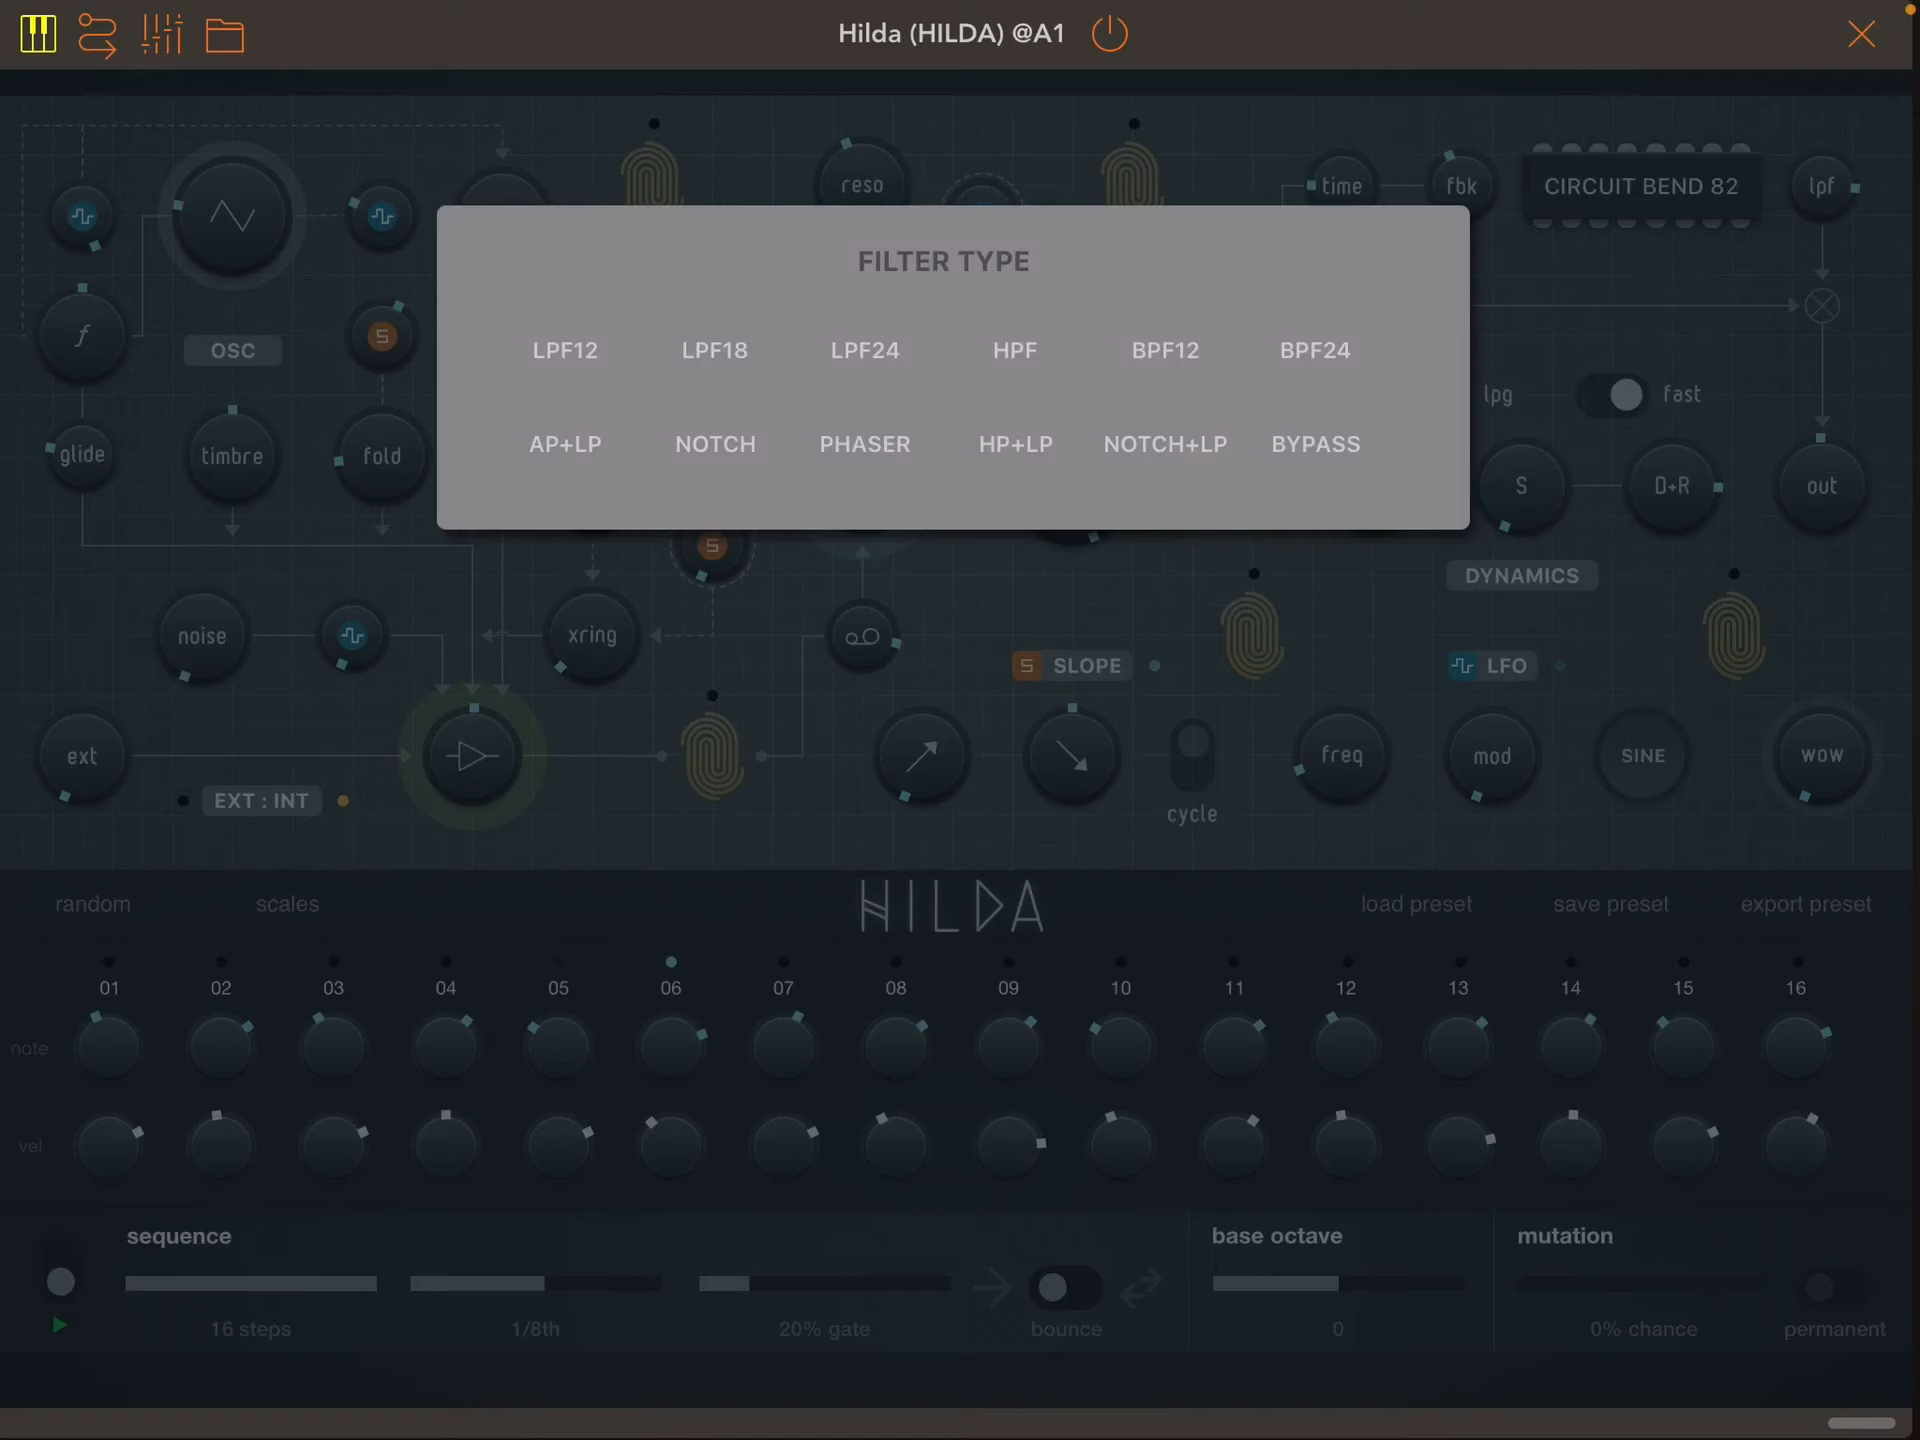 Hilda (HILDA) @A1
reso
time
fbk
CIRCUIT BEND 82
lpf
FILTER TYPE
LPF12 LPF18 LPF24 HPF BPF12 BPF24
AP+LP NOTCH PHASER HP+LP NOTCH+LP BYPASS
f
OSC
S
lpg
fast
glide
timbre
fold
S
D+R
out
S
DYNAMICS
noise
xring
S SLOPE
LFO
ext
freq
mod
SINE
wow
EXT : INT
cycle
random
scales
HILDA
load preset
save preset
export preset
01 02 03 04 05 06 07 08 09 10 11 12 13 14 15 16
note
vel
sequence
base octave
mutation
16 steps
1/8th
20% gate
bounce
0
0% chance
permanent